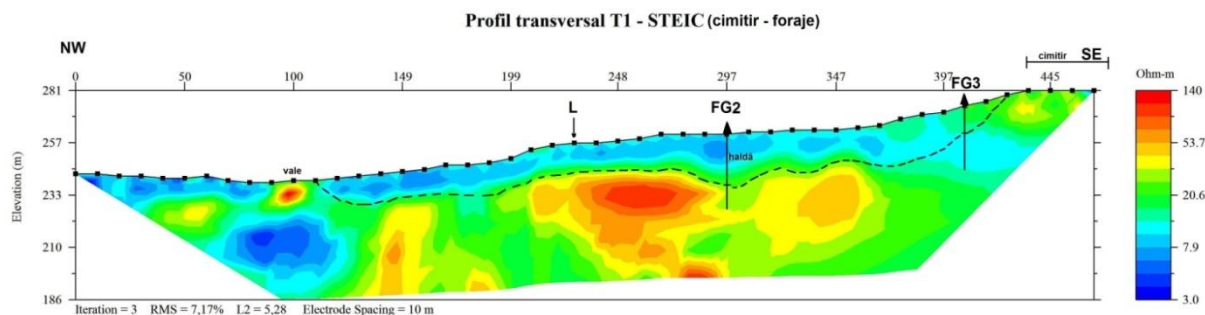 Profil transversal T1 - STEIC (cimitir - foraje)
NW
cimitir SE
0 50 100 149 199 248 297 347 397 445
Ohm-m
281
257
233
210
186
Elevation (m)
vale
L
FG2
haldă
FG3
140
53.7
20.6
7.9
3.0
Iteration = 3 RMS = 7,17% L2 = 5,28 Electrode Spacing = 10 m